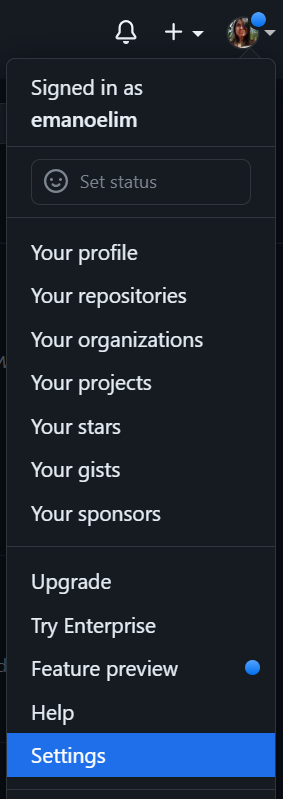 Signed in as
emanoelim
Set status
Your profile
Your repositories
Your organizations
Your projects
Your stars
Your gists
Your sponsors
Upgrade
Try Enterprise
Feature preview
Help
Settings